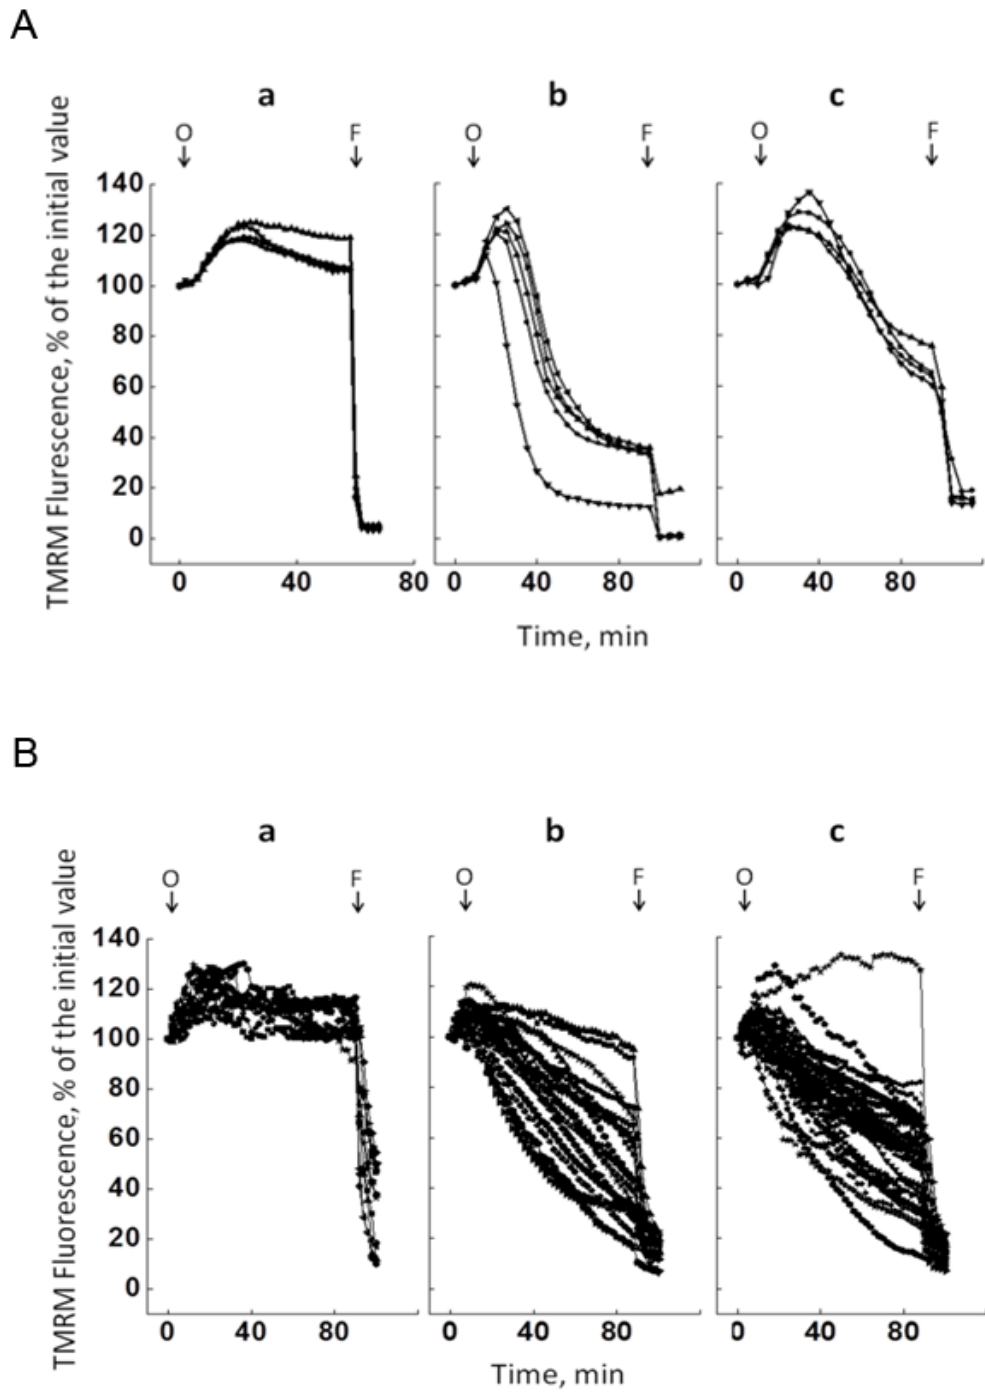 A
a b c
O F O F O F
TMRM Flurescence, % of the initial value
140
120
100
80
60
40
20
0
0 40 80 0 40 80 0 40 80
Time, min
B
a b c
O F O F O F
TMRM Fluorescence, % of the initial value
140
120
100
80
60
40
20
0
0 40 80 0 40 80 0 40 80
Time, min